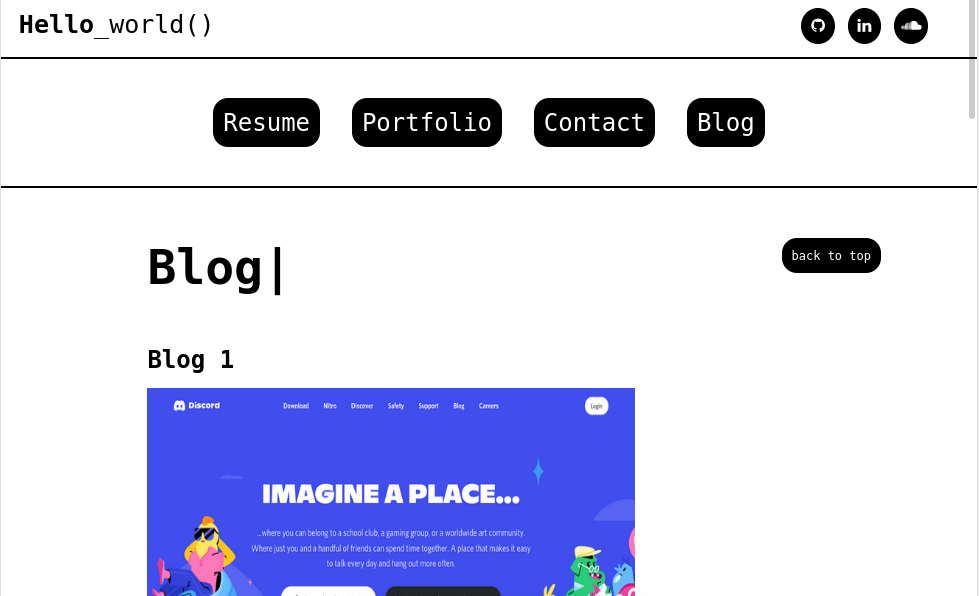 Hello_world()
Resume Portfolio Contact Blog
Blog|
back to top
Blog 1
Discord Download Nitro Discover Safety Support Blog Careers Login
IMAGINE A PLACE...
...where you can belong to a school club, a gaming group, or a worldwide art community.
Where just you and a handful of friends can spend time together. A place that makes it easy
to talk every day and hang out more often.